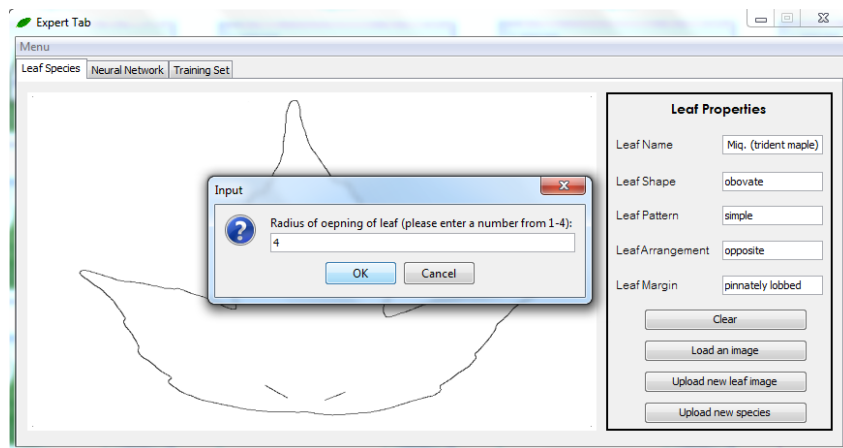 Expert Tab
Menu
Leaf Species Neural Network Training Set
Leaf Properties
Leaf Name Miq. (trident maple)
Leaf Shape obovate
Leaf Pattern simple
Leaf Arrangement opposite
Leaf Margin pinnately lobbed
Clear
Load an image
Upload new leaf image
Upload new species
Input
Radius of oepning of leaf (please enter a number from 1-4):
4
OK Cancel